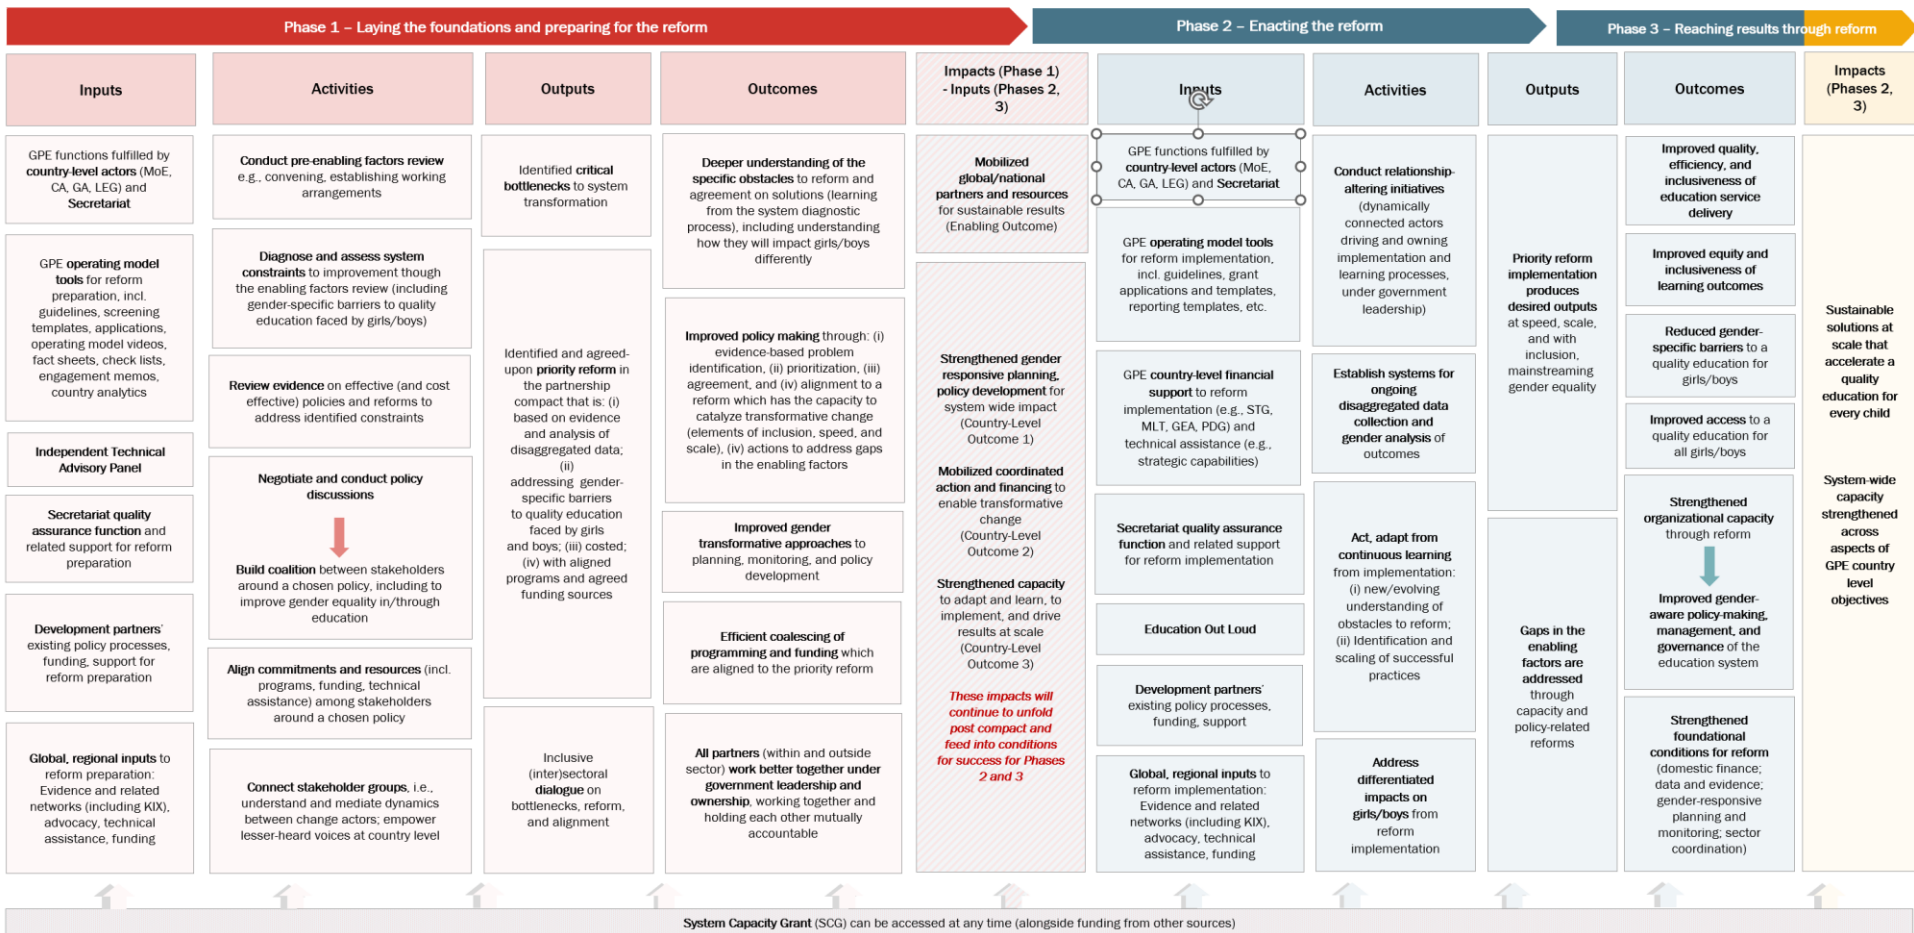 Phase 1 – Laying the foundations and preparing for the reform
Phase 2 – Enacting the reform
Phase 3 – Reaching results through reform
Inputs
GPE functions fulfilled by
country-level actors (MoE,
CA, GA, LEG) and
Secretariat
GPE operating model
tools for reform
preparation, incl.
guidelines, screening
templates, applications,
operating model videos,
fact sheets, check lists,
engagement memos,
country analytics
Independent Technical
Advisory Panel
Secretariat quality
assurance function and
related support for reform
preparation
Development partners'
existing policy processes,
funding, support for
reform preparation
Global, regional inputs to
reform preparation:
Evidence and related
networks (including KIX),
advocacy, technical
assistance, funding
Activities
Conduct pre-enabling factors review
e.g., convening, establishing working
arrangements
Diagnose and assess system
constraints to improvement though
the enabling factors review (including
gender-specific barriers to quality
education faced by girls/boys)
Review evidence on effective (and cost
effective) policies and reforms to
address identified constraints
Negotiate and conduct policy
discussions
Build coalition between stakeholders
around a chosen policy, including to
improve gender equality in/through
education
Align commitments and resources (incl.
programs, funding, technical
assistance) among stakeholders
around a chosen policy
Connect stakeholder groups, i.e.,
understand and mediate dynamics
between change actors; empower
lesser-heard voices at country level
Outputs
Identified critical
bottlenecks to system
transformation
Identified and agreed-
upon priority reform in
the partnership
compact that is: (i)
based on evidence
and analysis of
disaggregated data;
(ii)
addressing gender-
specific barriers
to quality education
faced by girls
and boys; (iii) costed;
(iv) with aligned
programs and agreed
funding sources
Inclusive
(inter)sectoral
dialogue on
bottlenecks, reform,
and alignment
Outcomes
Deeper understanding of the
specific obstacles to reform and
agreement on solutions (learning
from the system diagnostic
process), including understanding
how they will impact girls/boys
differently
Improved policy making through: (i)
evidence-based problem
identification, (ii) prioritization, (iii)
agreement, and (iv) alignment to a
reform which has the capacity to
catalyze transformative change
(elements of inclusion, speed, and
scale), (iv) actions to address gaps
in the enabling factors
Improved gender
transformative approaches to
planning, monitoring, and policy
development
Efficient coalescing of
programming and funding which
are aligned to the priority reform
All partners (within and outside
sector) work better together under
government leadership and
ownership, working together and
holding each other mutually
accountable
Impacts (Phase 1)
- Inputs (Phases 2,
3)
Mobilized
global/national
partners and resources
for sustainable results
(Enabling Outcome)
Strengthened gender
responsive planning,
policy development for
system wide impact
(Country-Level
Outcome 1)
Mobilized coordinated
action and financing to
enable transformative
change
(Country-Level
Outcome 2)
Strengthened capacity
to adapt and learn, to
implement, and drive
results at scale
(Country-Level
Outcome 3)
These impacts will
continue to unfold
post compact and
feed into conditions
for success for Phases
2 and 3
Inputs
GPE functions fulfilled by
country-level actors (MoE,
CA, GA, LEG) and Secretariat
GPE operating model tools
for reform implementation,
incl. guidelines, grant
applications and templates,
reporting templates, etc.
GPE country-level financial
support to reform
implementation (e.g., STG,
MLT, GEA, PDG) and
technical assistance (e.g.,
strategic capabilities)
Secretariat quality assurance
function and related support
for reform implementation
Education Out Loud
Development partners'
existing policy processes,
funding, support
Global, regional inputs to
reform implementation:
Evidence and related
networks (including KIX),
advocacy, technical
assistance, funding
Activities
Conduct relationship-
altering initiatives
(dynamically
connected actors
driving and owning
implementation and
learning processes,
under government
leadership)
Establish systems for
ongoing
disaggregated data
collection and
gender analysis of
outcomes
Act, adapt from
continuous learning
from implementation:
(i) new/evolving
understanding of
obstacles to reform;
(ii) Identification and
scaling of successful
practices
Address
differentiated
impacts on
girls/boys from
reform
implementation
Outputs
Priority reform
implementation
produces
desired outputs
at speed, scale,
and with
inclusion,
mainstreaming
gender equality
Gaps in the
enabling
factors are
addressed
through
capacity and
policy-related
reforms
Outcomes
Improved quality,
efficiency, and
inclusiveness of
education service
delivery
Improved equity and
inclusiveness of
learning outcomes
Reduced gender-
specific barriers to a
quality education for
girls/boys
Improved access to a
quality education for
all girls/boys
Strengthened
organizational capacity
through reform
Improved gender-
aware policy-making,
management, and
governance of the
education system
Strengthened
foundational
conditions for reform
(domestic finance;
data and evidence;
gender-responsive
planning and
monitoring; sector
coordination)
Impacts
(Phases 2,
3)
Sustainable
solutions at
scale that
accelerate a
quality
education for
every child
System-wide
capacity
strengthened
across
aspects of
GPE country
level
objectives
System Capacity Grant (SCG) can be accessed at any time (alongside funding from other sources)